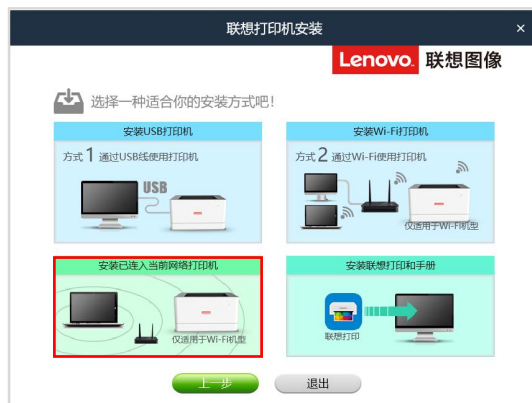 联想打印机安装
×
Lenovo. 联想图像
选择一种适合你的安装方式吧！
安装USB打印机
方式1 通过USB线使用打印机
USB
安装Wi-Fi打印机
方式2 通过Wi-Fi使用打印机
仅适用于Wi-Fi机型
安装已连入当前网络打印机
仅适用于Wi-Fi机型
安装联想打印和手册
联想打印
上一步
退出